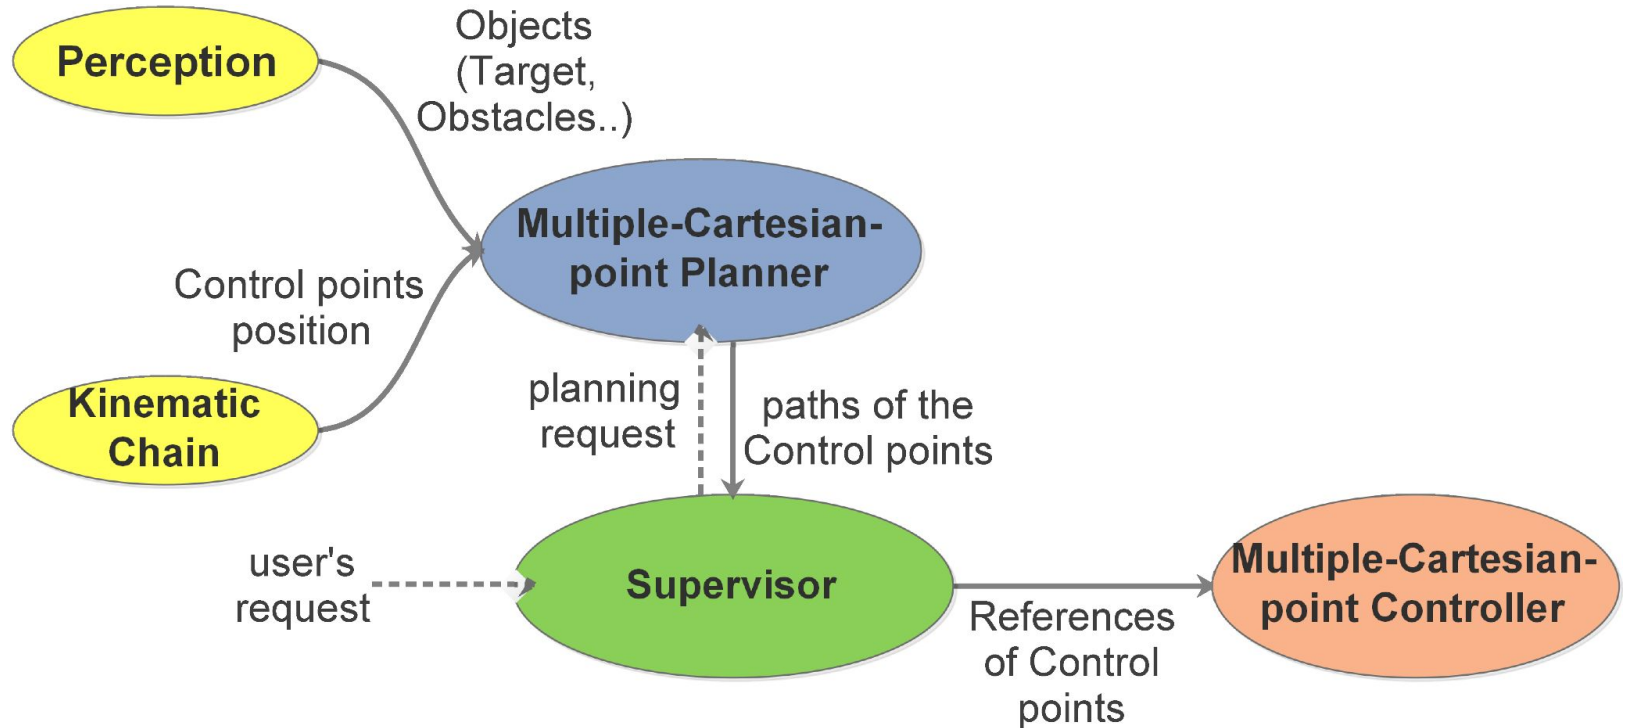 Perception
Objects
(Target,
Obstacles..)
Multiple-Cartesian-
point Planner
Control points
position
Kinematic
Chain
planning
request
paths of the
Control points
user's
request
Supervisor
References
of Control
points
Multiple-Cartesian-
point Controller